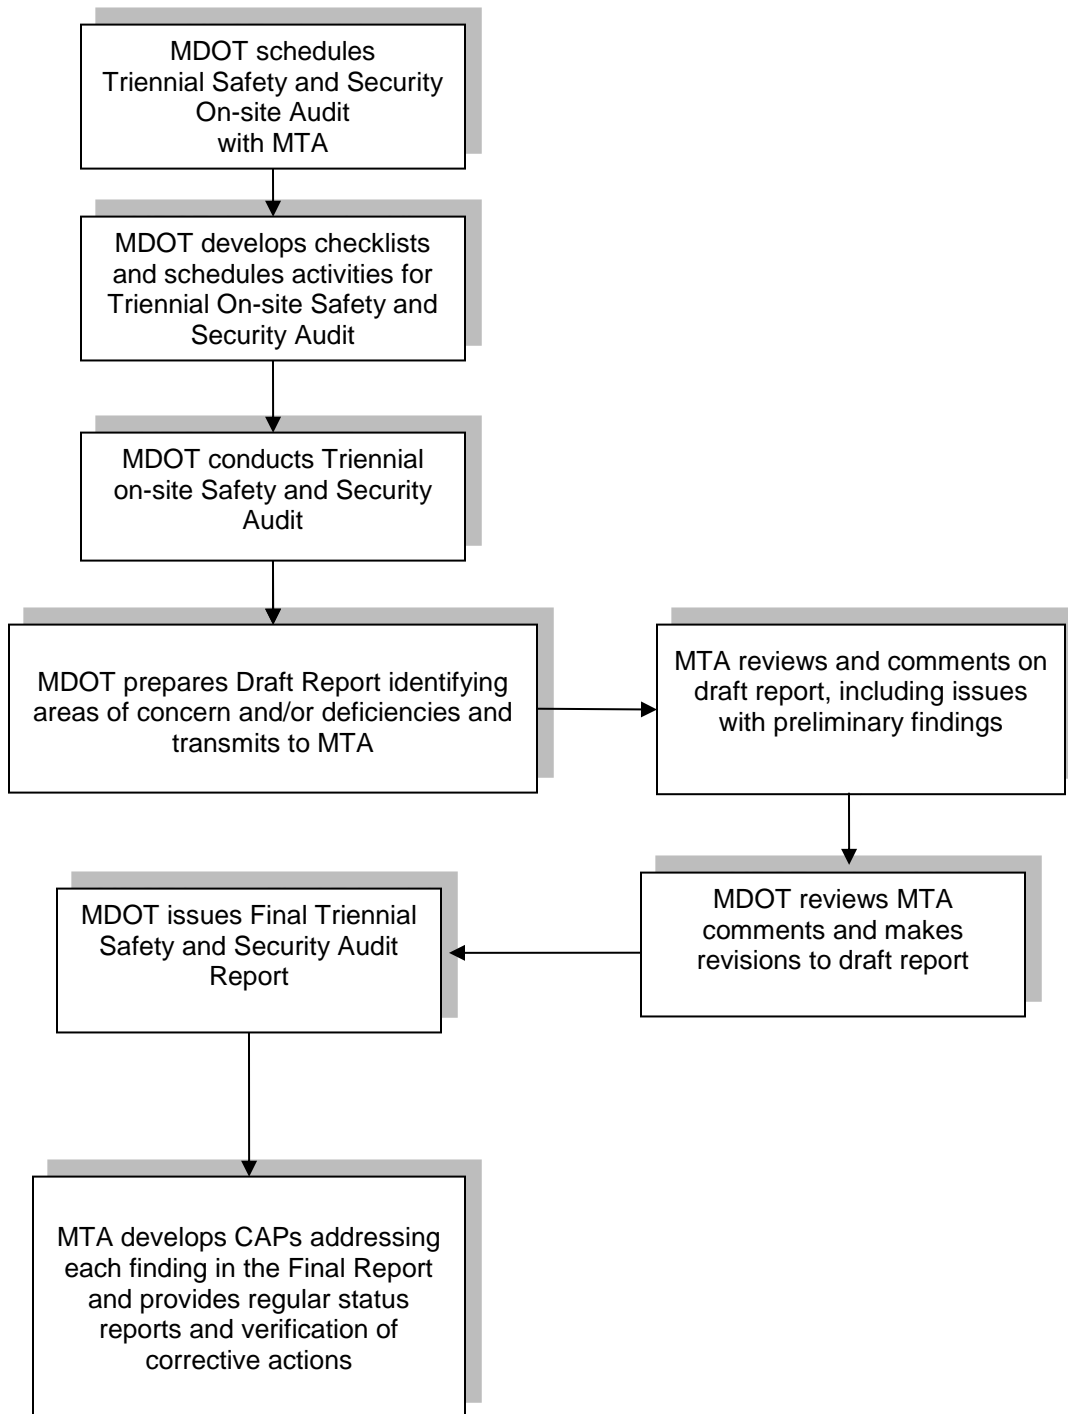 MDOT schedules
Triennial Safety and Security
On-site Audit
with MTA
MDOT develops checklists
and schedules activities for
Triennial On-site Safety and
Security Audit
MDOT conducts Triennial
on-site Safety and Security
Audit
MDOT prepares Draft Report identifying
areas of concern and/or deficiencies and
transmits to MTA
MTA reviews and comments on
draft report, including issues
with preliminary findings
MDOT reviews MTA
comments and makes
revisions to draft report
MDOT issues Final Triennial
Safety and Security Audit
Report
MTA develops CAPs addressing
each finding in the Final Report
and provides regular status
reports and verification of
corrective actions